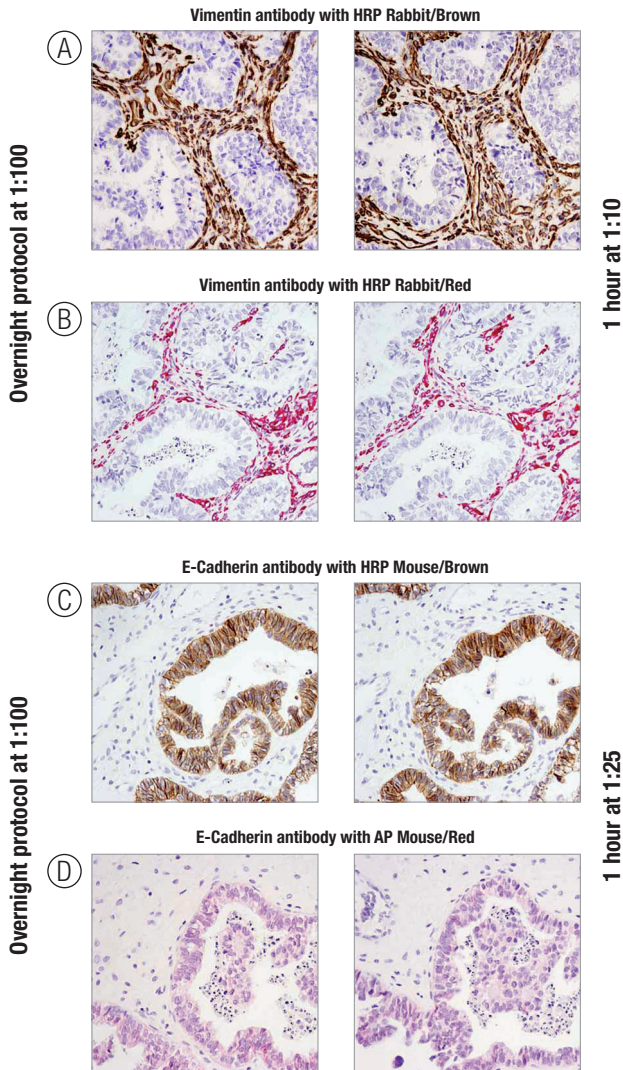 Vimentin antibody with HRP Rabbit/Brown
A
Overnight protocol at 1:100
1 hour at 1:10
Vimentin antibody with HRP Rabbit/Red
B
E-Cadherin antibody with HRP Mouse/Brown
C
Overnight protocol at 1:100
1 hour at 1:25
E-Cadherin antibody with AP Mouse/Red
D